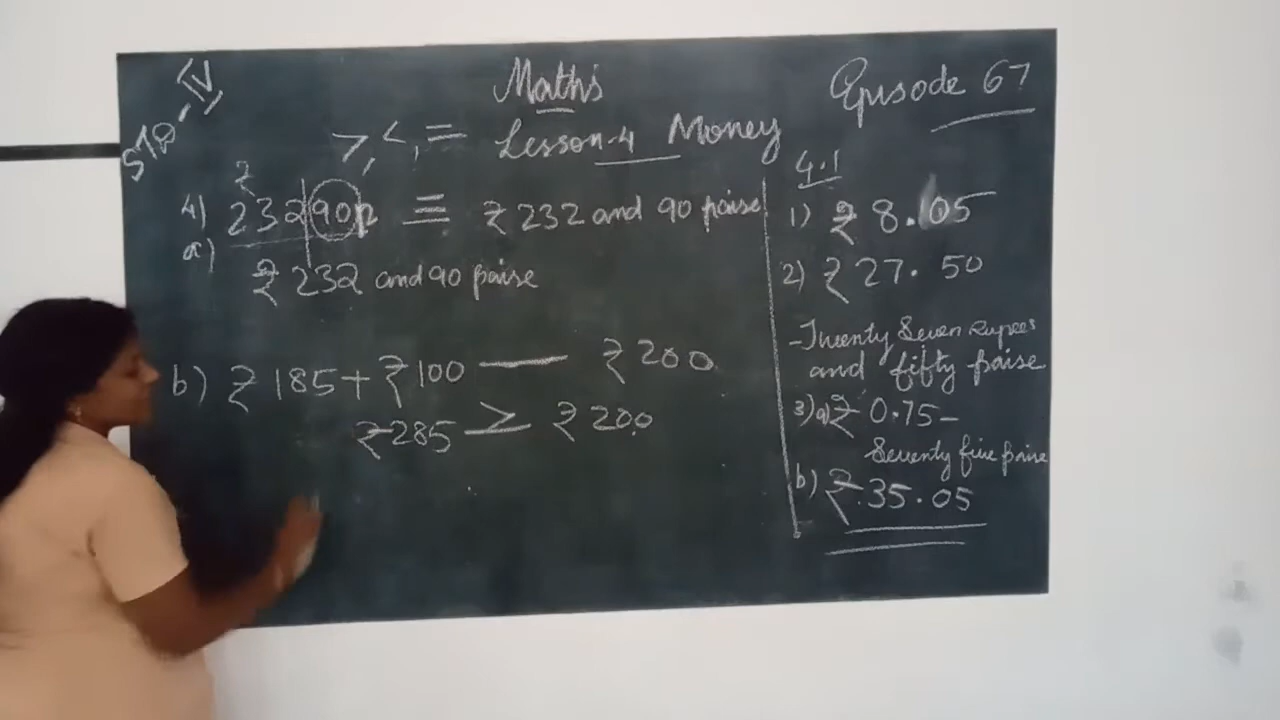 STD-IV
Maths
Episode 67
>, <, =
Lesson-4 Money
₹
4) a) 232|90p = ₹ 232 and 90 paise
₹ 232 and 90 paise
b) ₹ 185 + ₹ 100 — ₹ 200
₹ 285 > ₹ 200
4.1
1) ₹ 8.05
2) ₹ 27.50
- Twenty Seven Rupees
and fifty paise
3) a) ₹ 0.75 -
Seventy five paise
b) ₹ 35.05